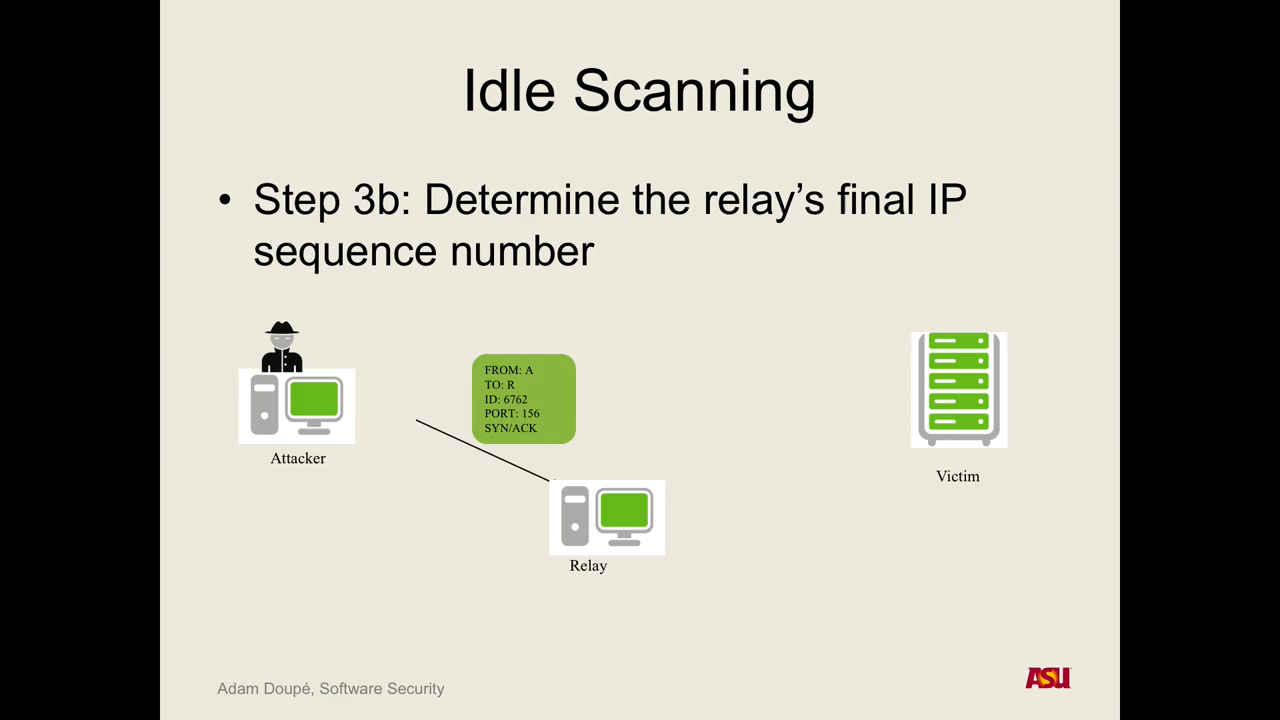 Idle Scanning
• Step 3b: Determine the relay’s final IP
sequence number
FROM: A
TO: R
ID: 6762
PORT: 156
SYN/ACK
Attacker
Victim
Relay
Adam Doupé, Software Security
ASU